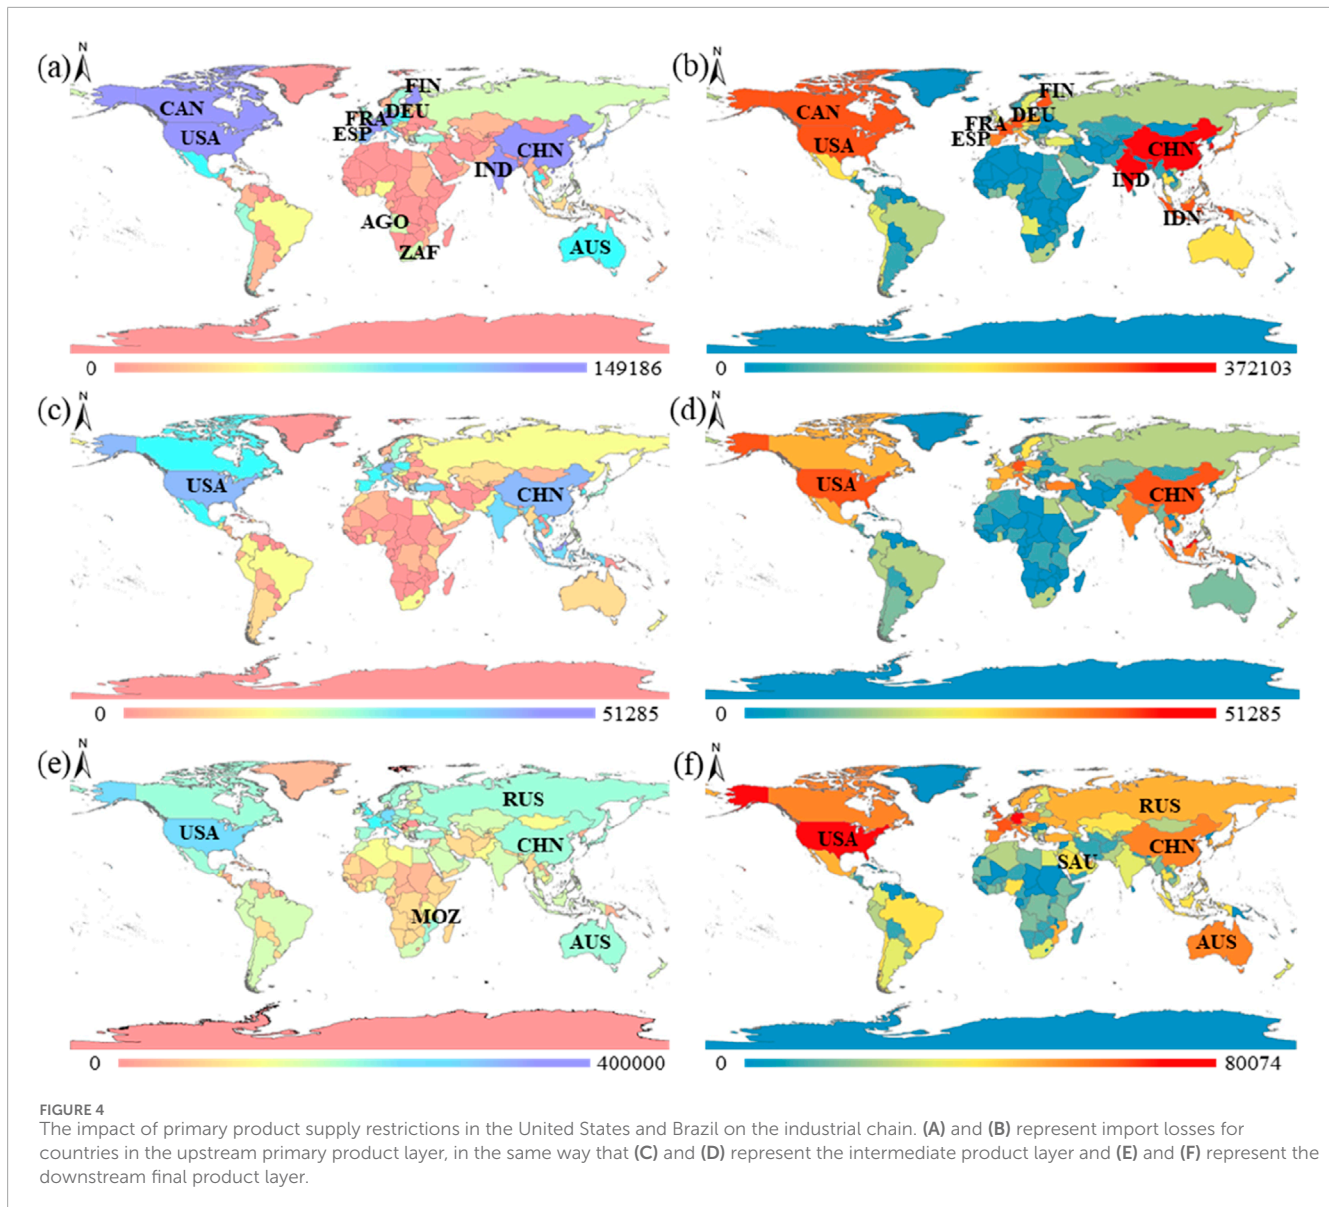 N
(a)
FIN
CAN
DEU
FRA
ESP
USA
CHN
IND
AGO
ZAF
AUS
0 149186
N
(b)
FIN
CAN
DEU
FRA
ESP
USA
CHN
IND
IDN
0 372103
N
(c)
USA
CHN
0 51285
N
(d)
USA
CHN
0 51285
N
(e)
RUS
USA
CHN
MOZ
AUS
0 400000
N
(f)
RUS
USA
CHN
SAU
AUS
0 80074
FIGURE 4
The impact of primary product supply restrictions in the United States and Brazil on the industrial chain. (A) and (B) represent import losses for
countries in the upstream primary product layer, in the same way that (C) and (D) represent the intermediate product layer and (E) and (F) represent the
downstream final product layer.